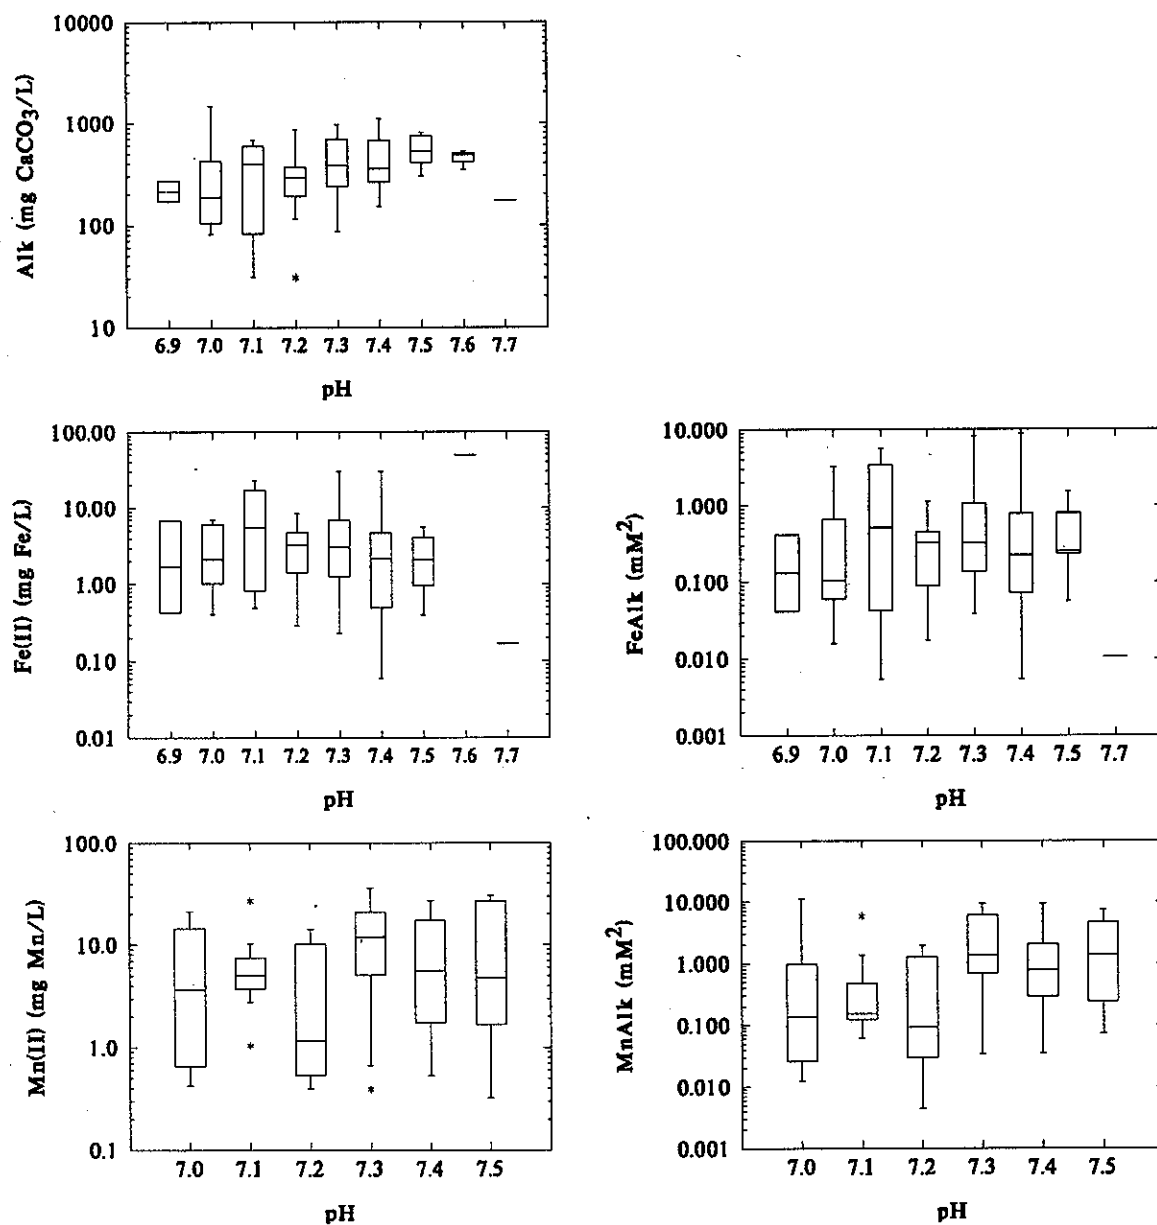 10000
1000
100
10
Alk (mg CaCO3/L)
6.9 7.0 7.1 7.2 7.3 7.4 7.5 7.6 7.7
pH
100.00
10.00
1.00
0.10
0.01
Fe(II) (mg Fe/L)
6.9 7.0 7.1 7.2 7.3 7.4 7.5 7.6 7.7
pH
10.000
1.000
0.100
0.010
0.001
FeAlk (mM2)
6.9 7.0 7.1 7.2 7.3 7.4 7.5 7.6 7.7
pH
100.0
10.0
1.0
0.1
Mn(II) (mg Mn/L)
7.0 7.1 7.2 7.3 7.4 7.5
pH
100.000
10.000
1.000
0.100
0.010
0.001
MnAlk (mM2)
7.0 7.1 7.2 7.3 7.4 7.5
pH